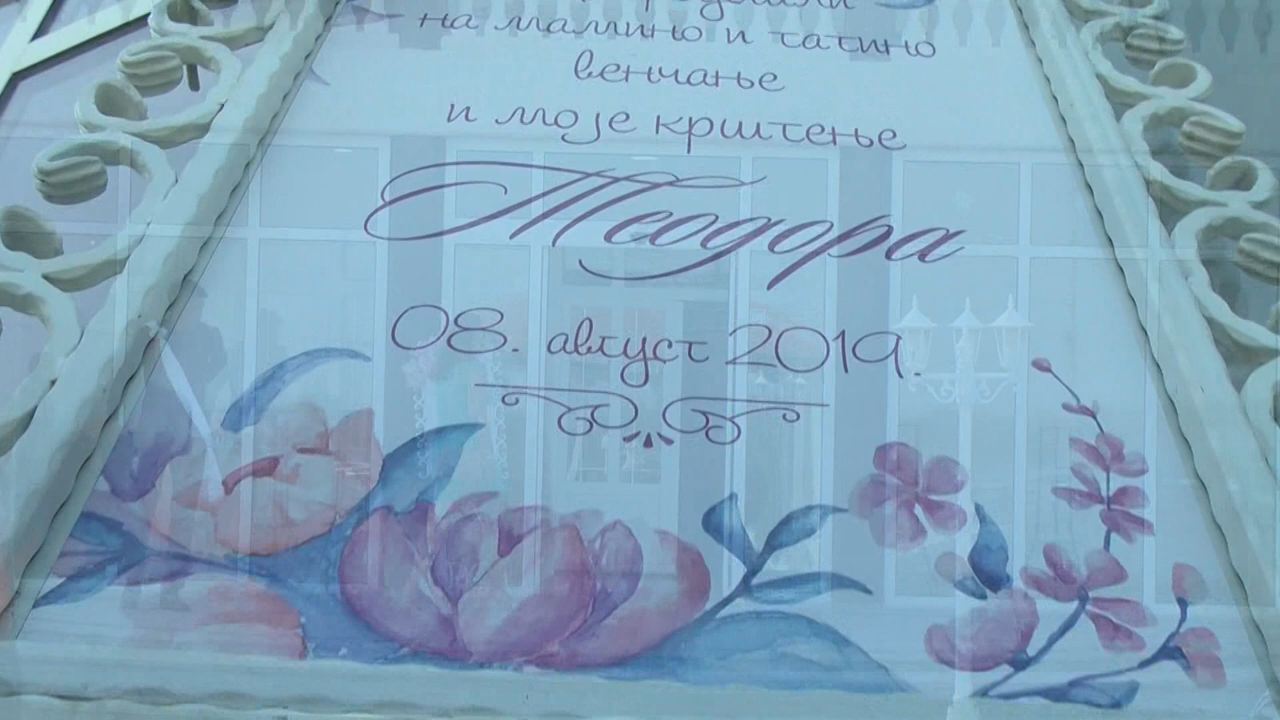 на мамино и татино
венчање
и моје крштење
Теодора
08. август 2019.